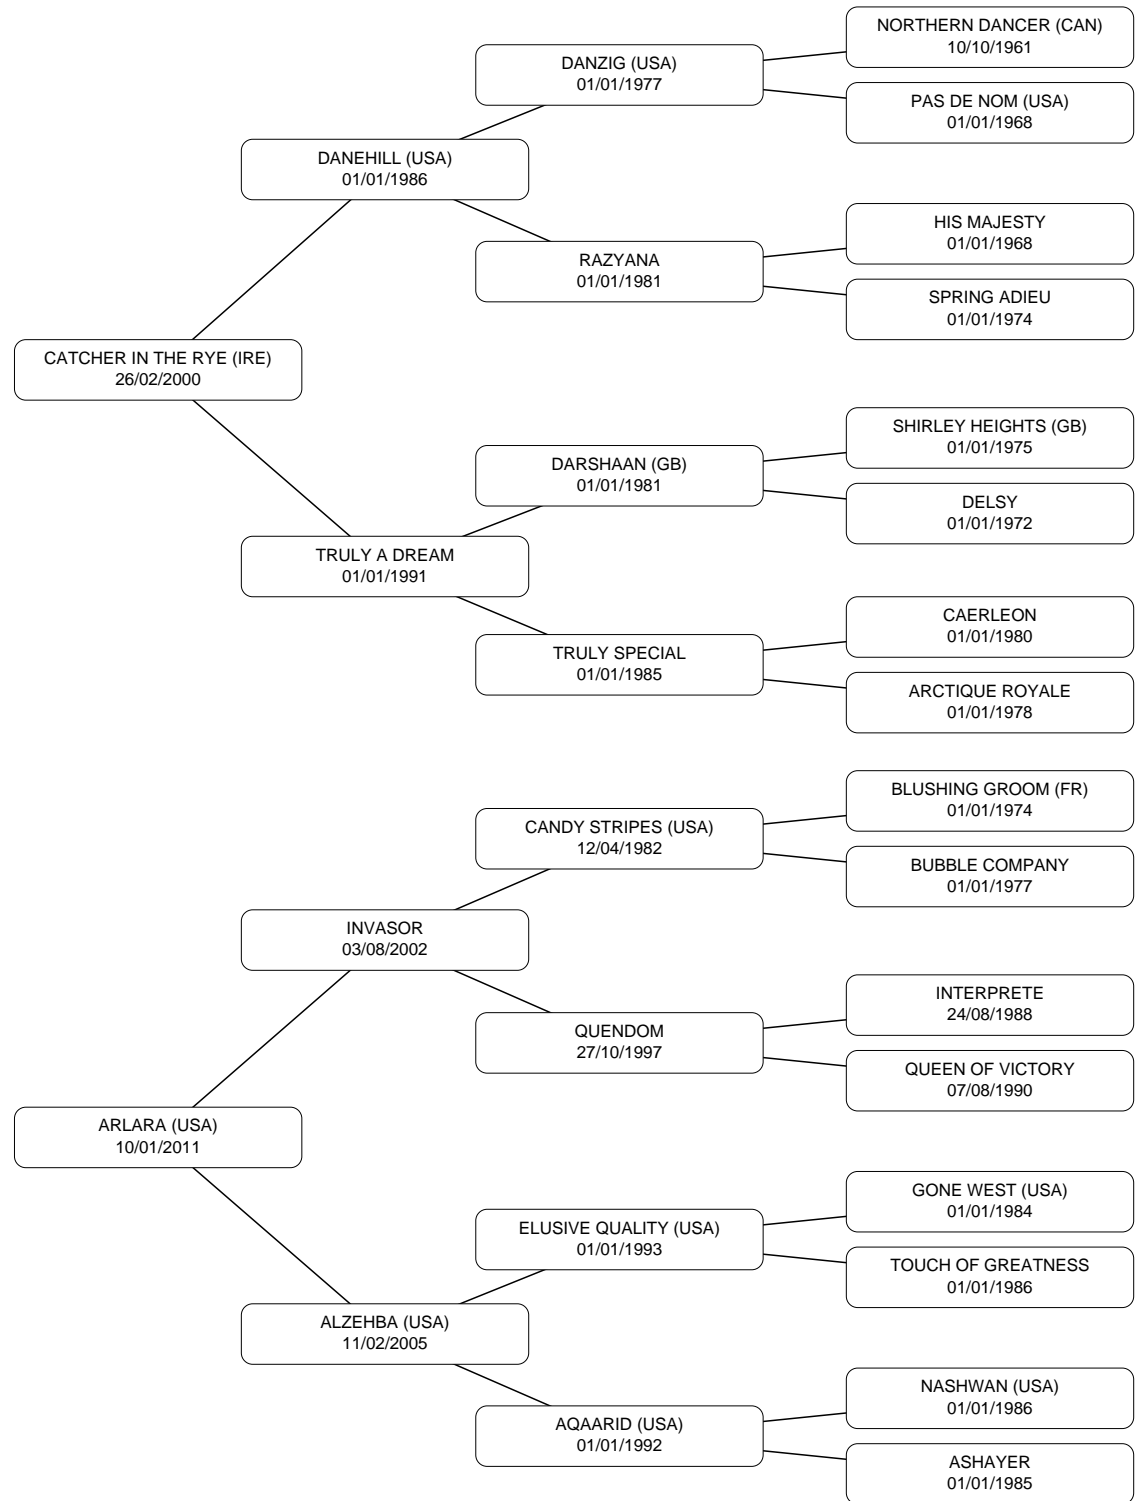 NORTHERN DANCER (CAN)
10/10/1961
DANZIG (USA)
01/01/1977
PAS DE NOM (USA)
01/01/1968
DANEHILL (USA)
01/01/1986
HIS MAJESTY
01/01/1968
RAZYANA
01/01/1981
SPRING ADIEU
01/01/1974
CATCHER IN THE RYE (IRE)
26/02/2000
SHIRLEY HEIGHTS (GB)
01/01/1975
DARSHAAN (GB)
01/01/1981
DELSY
01/01/1972
TRULY A DREAM
01/01/1991
CAERLEON
01/01/1980
TRULY SPECIAL
01/01/1985
ARCTIQUE ROYALE
01/01/1978
BLUSHING GROOM (FR)
01/01/1974
CANDY STRIPES (USA)
12/04/1982
BUBBLE COMPANY
01/01/1977
INVASOR
03/08/2002
INTERPRETE
24/08/1988
QUENDOM
27/10/1997
QUEEN OF VICTORY
07/08/1990
ARLARA (USA)
10/01/2011
GONE WEST (USA)
01/01/1984
ELUSIVE QUALITY (USA)
01/01/1993
TOUCH OF GREATNESS
01/01/1986
ALZEHBA (USA)
11/02/2005
NASHWAN (USA)
01/01/1986
AQAARID (USA)
01/01/1992
ASHAYER
01/01/1985